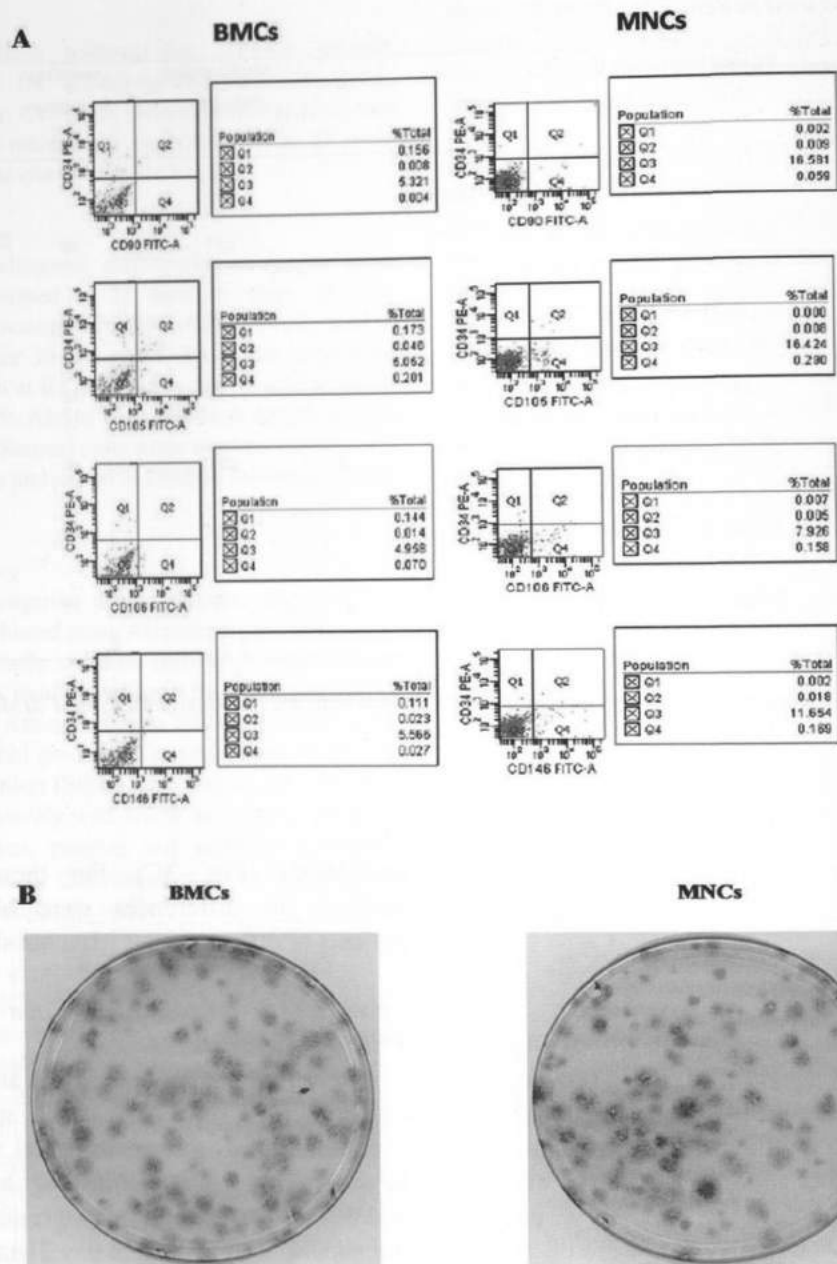 A
BMCs
MNCs
CD34 PE-A
Q1 Q2
Q4
CD90 FITC-A
Population %Total
Q1 0.156
Q2 0.008
Q3 5.321
Q4 0.004
CD34 PE-A
Q1 Q2
Q4
CD90 FITC-A
Population %Total
Q1 0.002
Q2 0.009
Q3 16.581
Q4 0.059
CD34 PE-A
Q1 Q2
Q4
CD105 FITC-A
Population %Total
Q1 0.173
Q2 0.040
Q3 5.052
Q4 0.201
CD34 PE-A
Q1 Q2
Q4
CD105 FITC-A
Population %Total
Q1 0.000
Q2 0.008
Q3 16.424
Q4 0.290
CD34 PE-A
Q1 Q2
Q4
CD106 FITC-A
Population %Total
Q1 0.144
Q2 0.014
Q3 4.958
Q4 0.070
CD34 PE-A
Q1 Q2
Q4
CD106 FITC-A
Population %Total
Q1 0.007
Q2 0.005
Q3 7.926
Q4 0.158
CD34 PE-A
Q1 Q2
Q4
CD146 FITC-A
Population %Total
Q1 0.111
Q2 0.023
Q3 5.566
Q4 0.027
CD34 PE-A
Q1 Q2
Q4
CD146 FITC-A
Population %Total
Q1 0.002
Q2 0.018
Q3 11.654
Q4 0.169
B
BMCs
MNCs